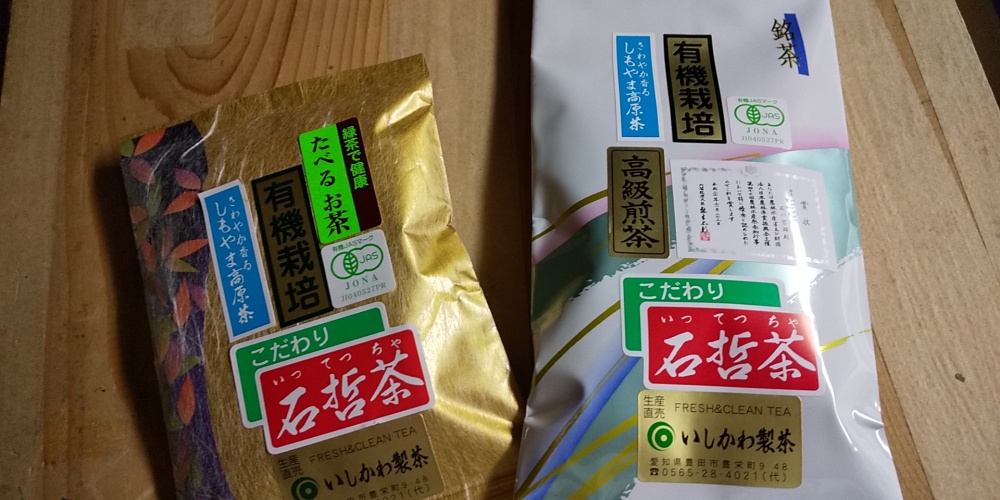 緑茶で健康
たべるお茶
さわやか香る
しもやま高原茶
有機栽培
有機JASマーク
JAS
JONA
JI040527PR
こだわり
いってつちゃ
石哲茶
FRESH&CLEAN TEA
生産
直売
いしかわ製茶
銘茶
さわやか香る
しもやま高原茶
有機栽培
有機JASマーク
JAS
JONA
JI040527PR
高級煎茶
こだわり
いってつちゃ
石哲茶
生産
直売
FRESH&CLEAN TEA
いしかわ製茶
愛知県豊田市豊栄町9-48
☎0565-28-4021(代)